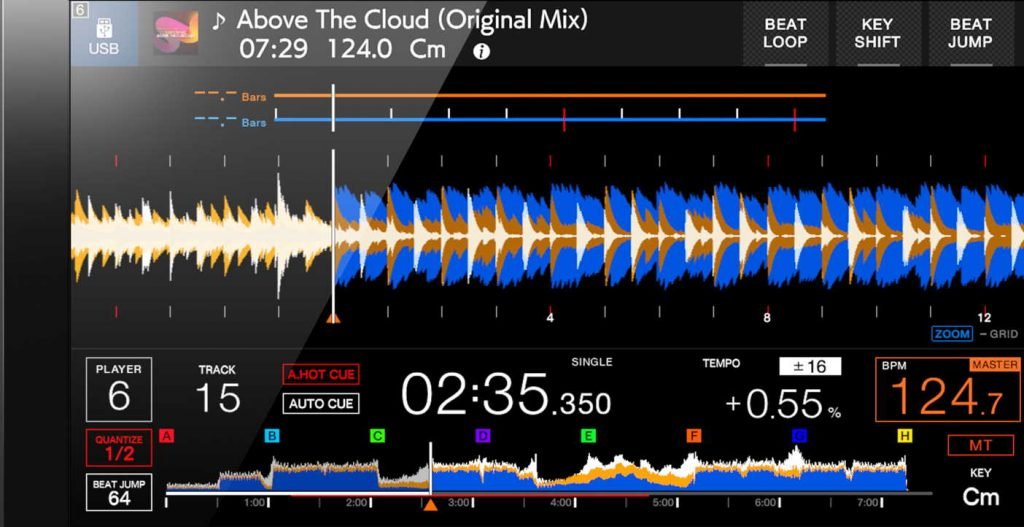 6
USB
♪ Above The Cloud (Original Mix)
07:29 124.0 Cm i
BEAT LOOP
KEY SHIFT
BEAT JUMP
--.- Bars
--.- Bars
4 8 12
ZOOM - GRID
PLAYER
6
TRACK
15
A.HOT CUE
AUTO CUE
SINGLE
02:35.350
TEMPO ±16
+0.55 %
BPM MASTER
124.7
QUANTIZE
1/2
A B C D E F G H
MT
BEAT JUMP
64
KEY
Cm
1:00 2:00 3:00 4:00 5:00 6:00 7:00